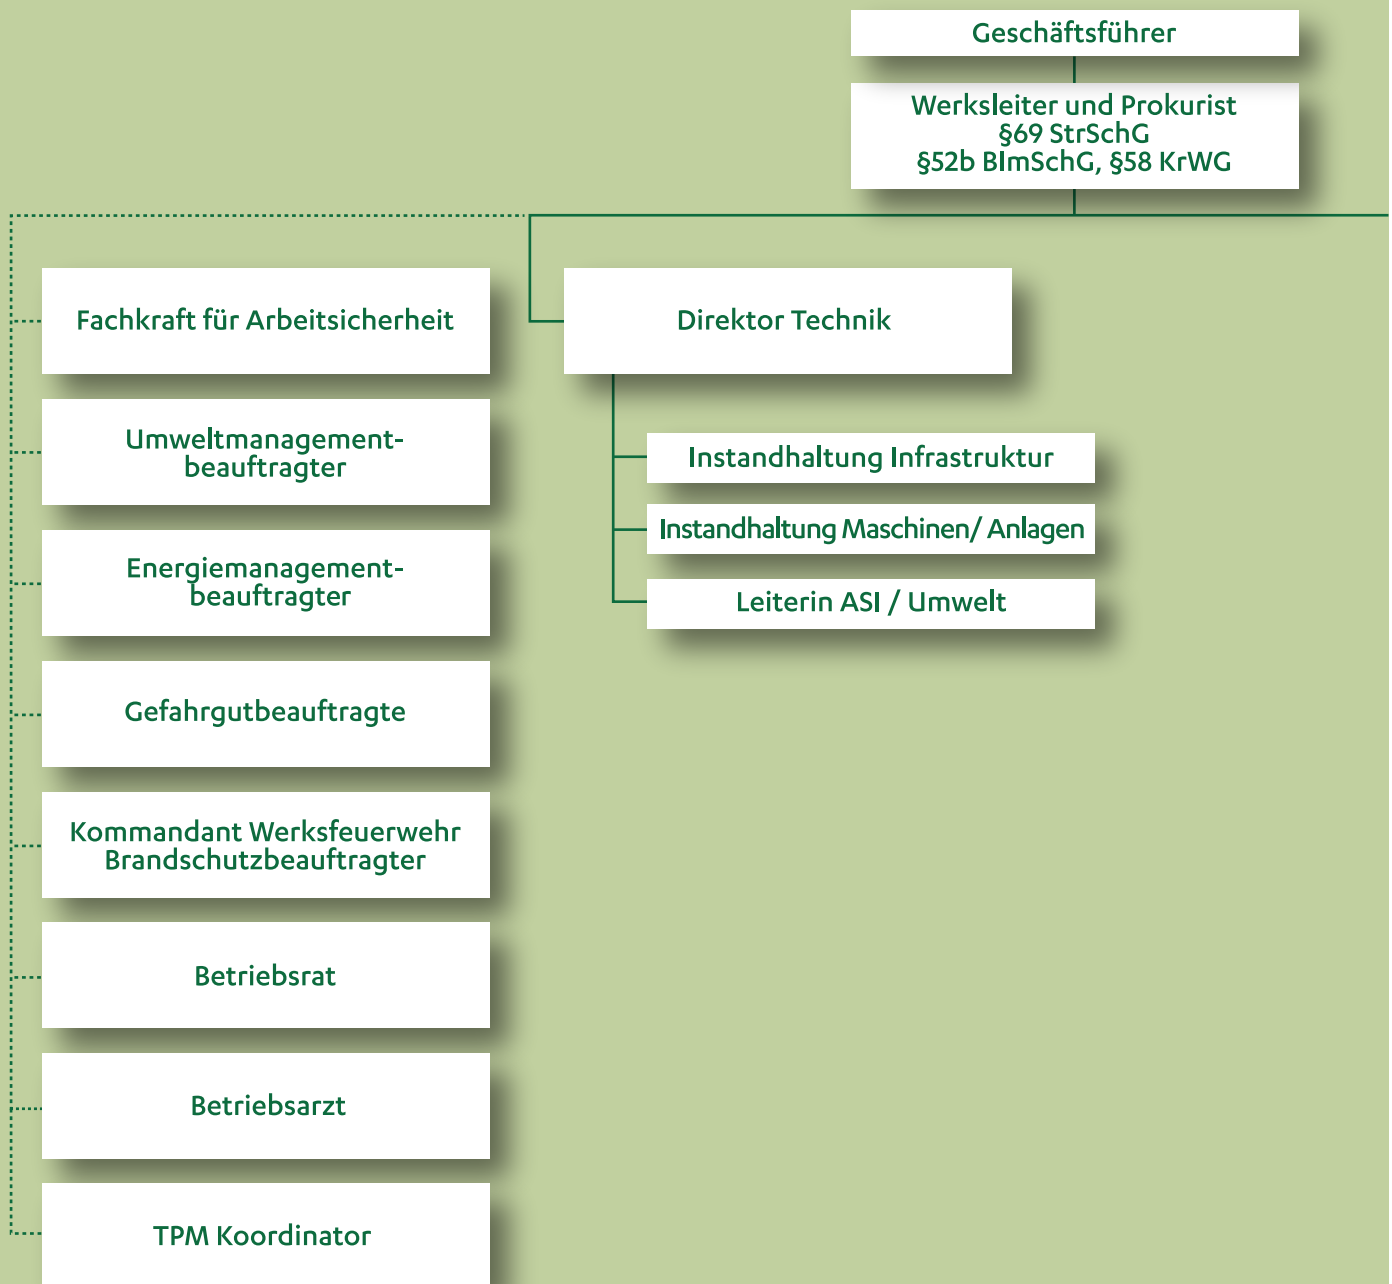 Geschäftsführer
Werksleiter und Prokurist
§69 StrSchG
§52b BImSchG, §58 KrWG
Fachkraft für Arbeitsicherheit
Direktor Technik
Umweltmanagement-
beauftragter
Instandhaltung Infrastruktur
Instandhaltung Maschinen/ Anlagen
Energiemanagement-
beauftragter
Leiterin ASI / Umwelt
Gefahrgutbeauftragte
Kommandant Werksfeuerwehr
Brandschutzbeauftragter
Betriebsrat
Betriebsarzt
TPM Koordinator